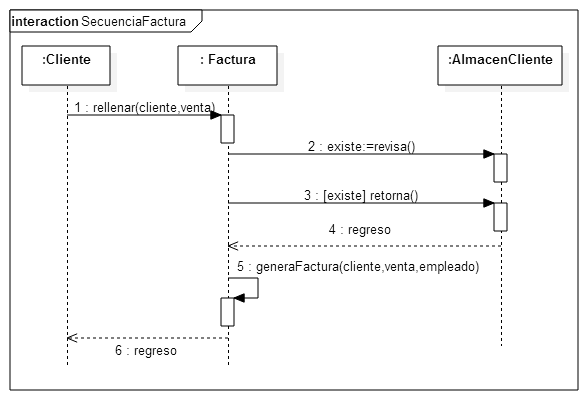 interaction SecuenciaFactura
:Cliente
: Factura
:AlmacenCliente
1 : rellenar(cliente,venta)
2 : existe:=revisa()
3 : [existe] retorna()
4 : regreso
5 : generaFactura(cliente,venta,empleado)
6 : regreso